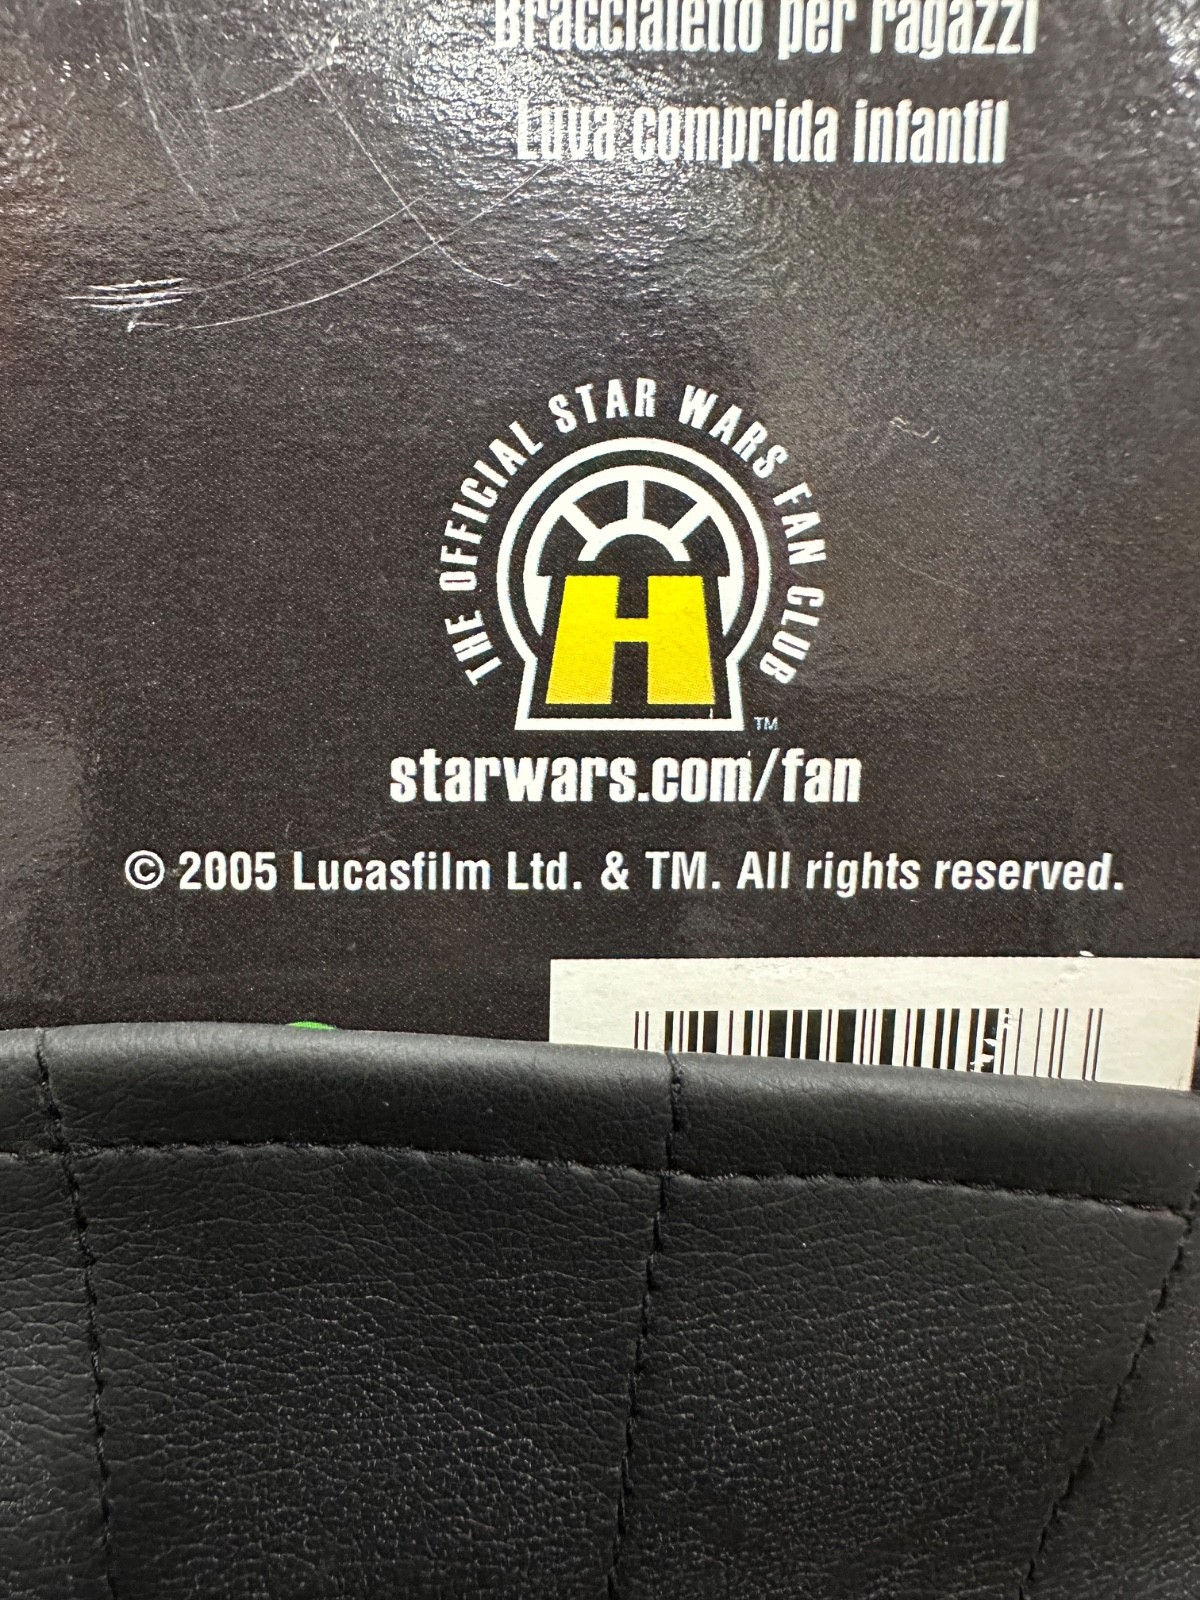 Braccialetto per ragazzi
Luva comprida infantil
THE OFFICIAL STAR WARS FAN CLUB
H
TM
starwars.com/fan
© 2005 Lucasfilm Ltd. & TM. All rights reserved.